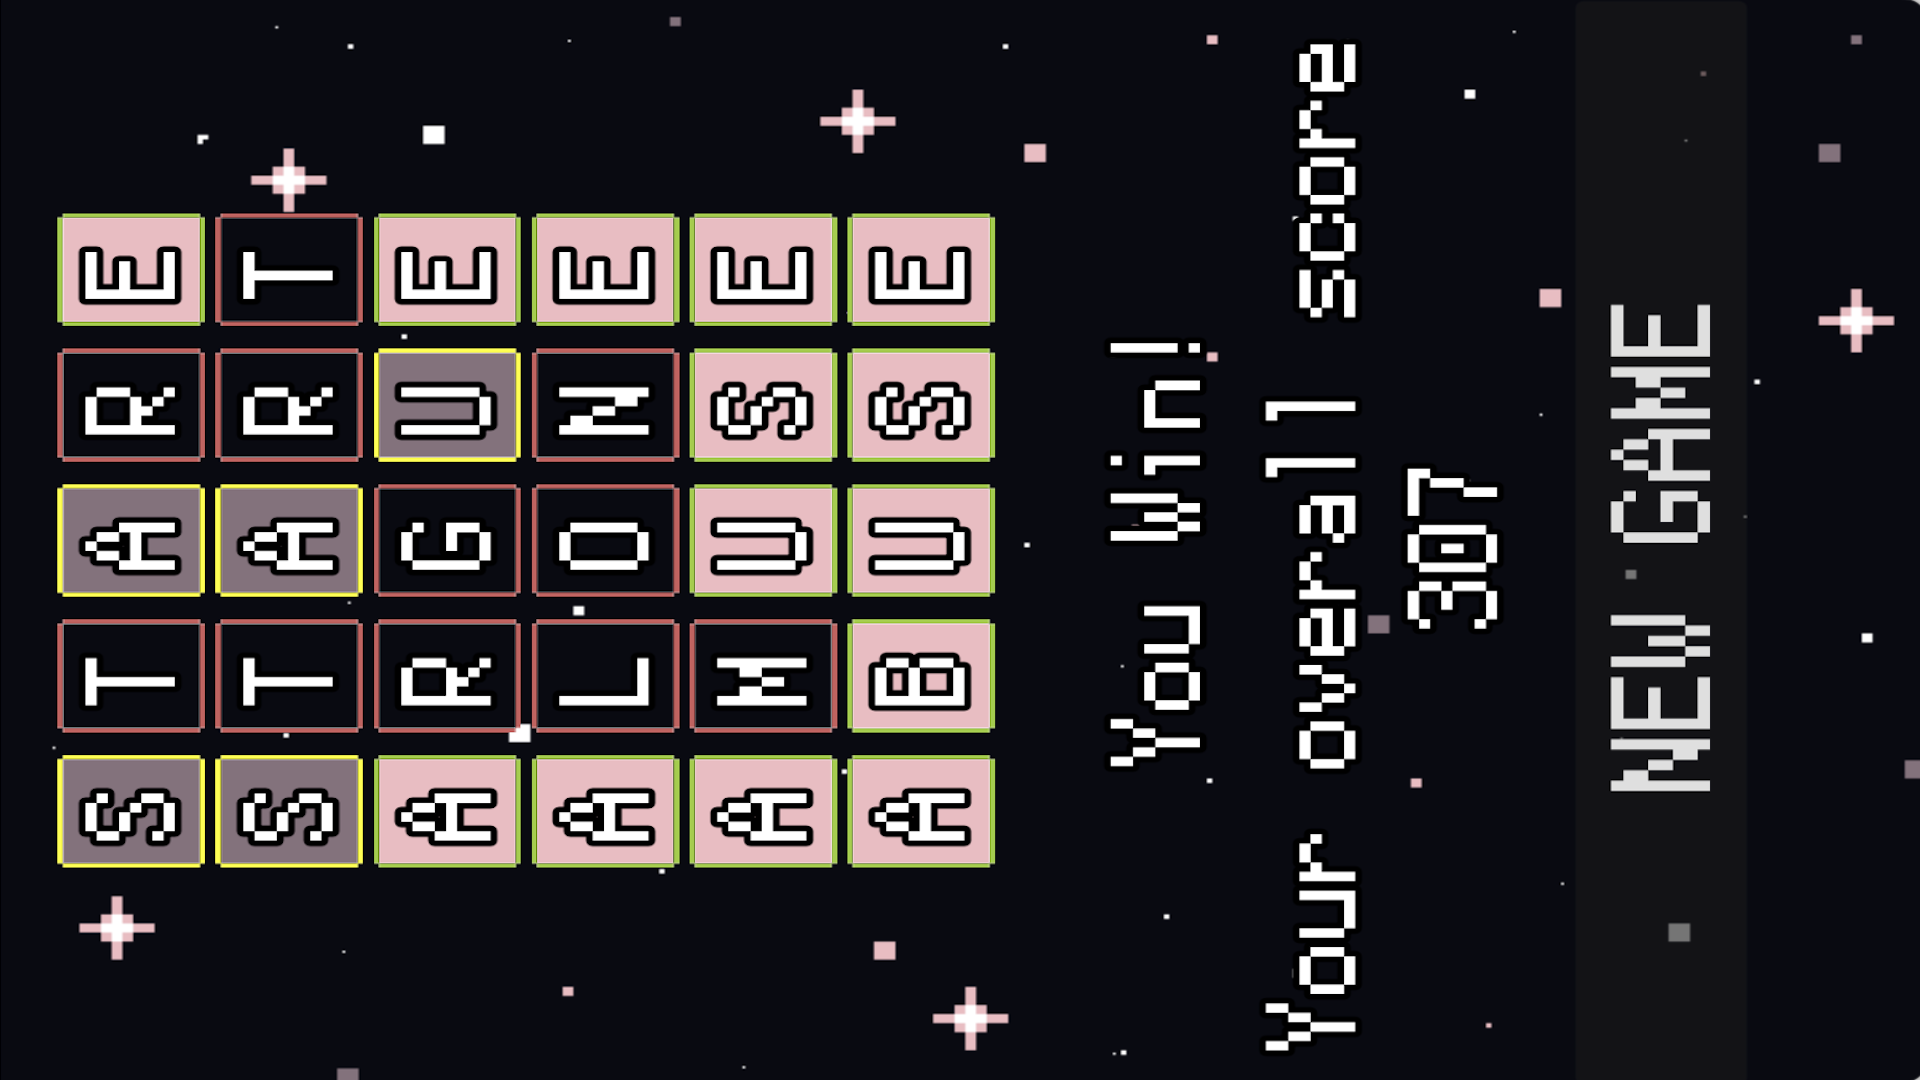 STARE
START
ARGUE
ALONE
AMUSE
ABUSE
You Win!
Your overall score
307
NEW GAME